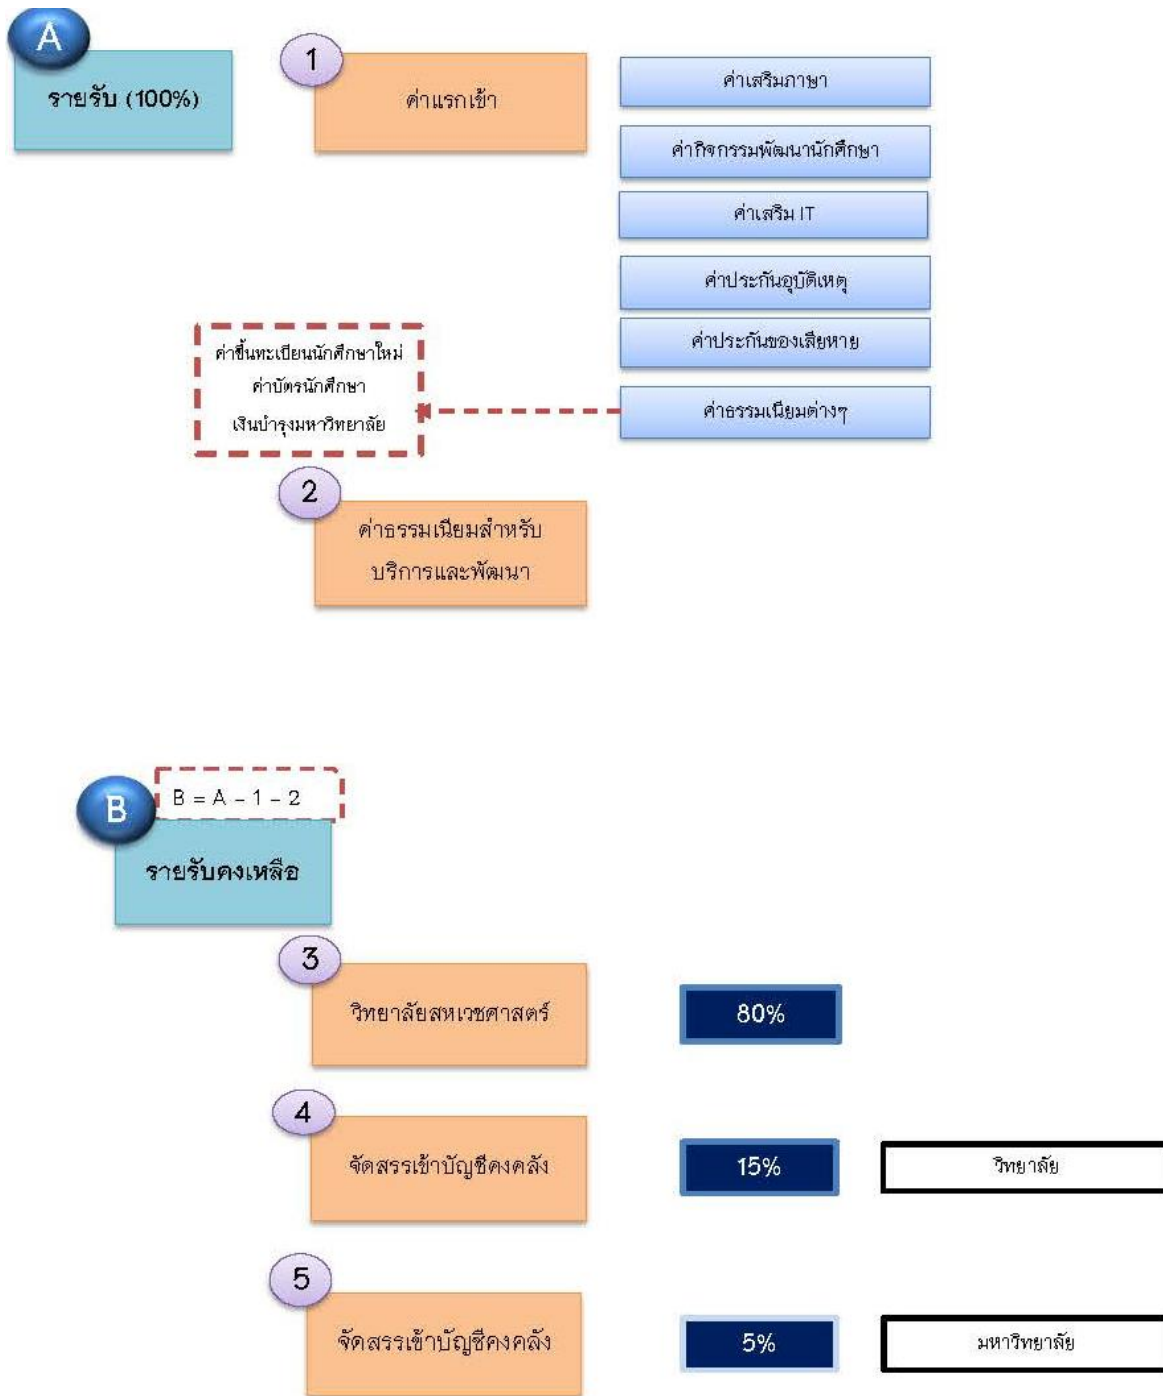 A
รายรับ (100%)
1
ค่าแรกเข้า
ค่าเสริมภาษา
ค่ากิจกรรมพัฒนานักศึกษา
ค่าเสริม IT
ค่าประกันอุบัติเหตุ
ค่าประกันของเสียหาย
ค่าธรรมเนียมต่างๆ
ค่าขึ้นทะเบียนนักศึกษาใหม่
ค่าบัตรนักศึกษา
เงินบำรุงมหาวิทยาลัย
2
ค่าธรรมเนียมสำหรับ
บริการและพัฒนา
B = A - 1 - 2
B
รายรับคงเหลือ
3
วิทยาลัยสหเวชศาสตร์
80%
4
จัดสรรเข้าบัญชีคงคลัง
15%
วิทยาลัย
5
จัดสรรเข้าบัญชีคงคลัง
5%
มหาวิทยาลัย